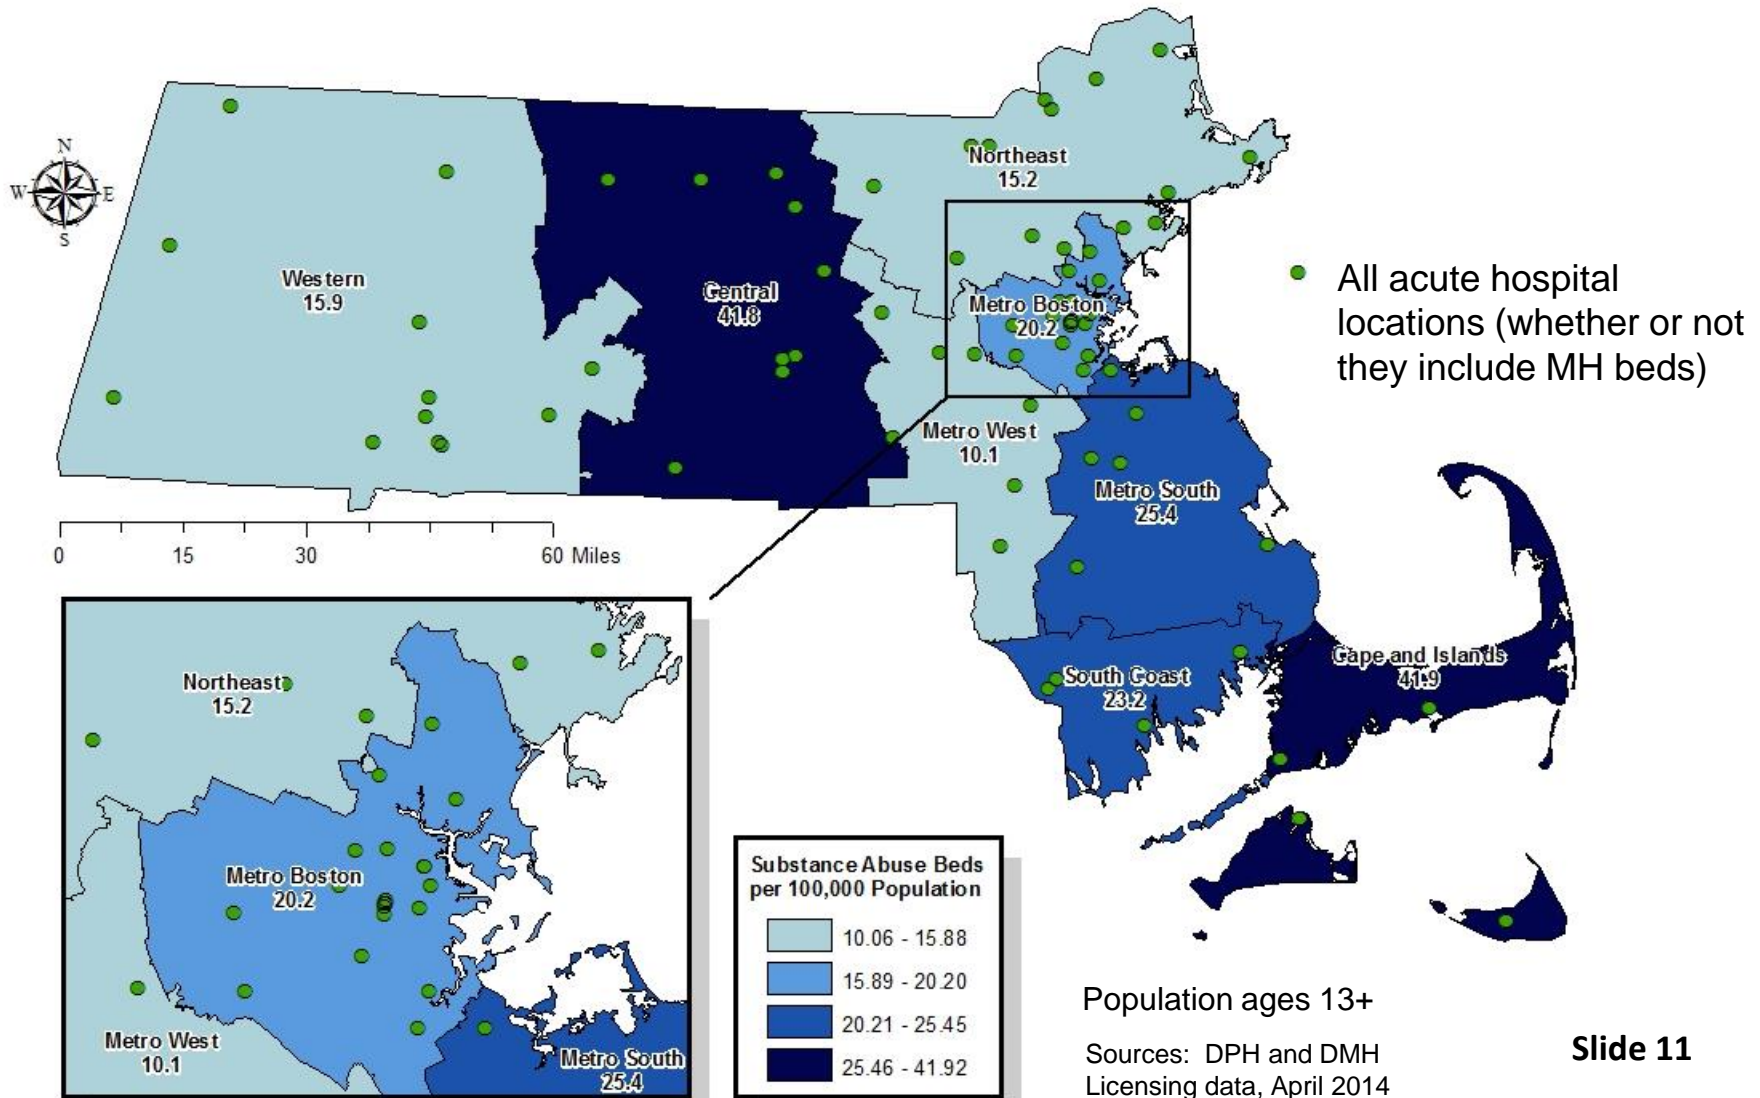 N
W E
S
Northeast
15.2
Western
15.9
Central
41.8
Metro Boston
20.2
Metro West
10.1
Metro South
25.4
South Coast
23.2
Cape and Islands
41.9
0 15 30 60 Miles
All acute hospital
locations (whether or not
they include MH beds)
Northeast
15.2
Metro Boston
20.2
Metro West
10.1
Metro South
25.4
Substance Abuse Beds
per 100,000 Population
10.06 - 15.88
15.89 - 20.20
20.21 - 25.45
25.46 - 41.92
Population ages 13+
Sources: DPH and DMH
Licensing data, April 2014
Slide 11